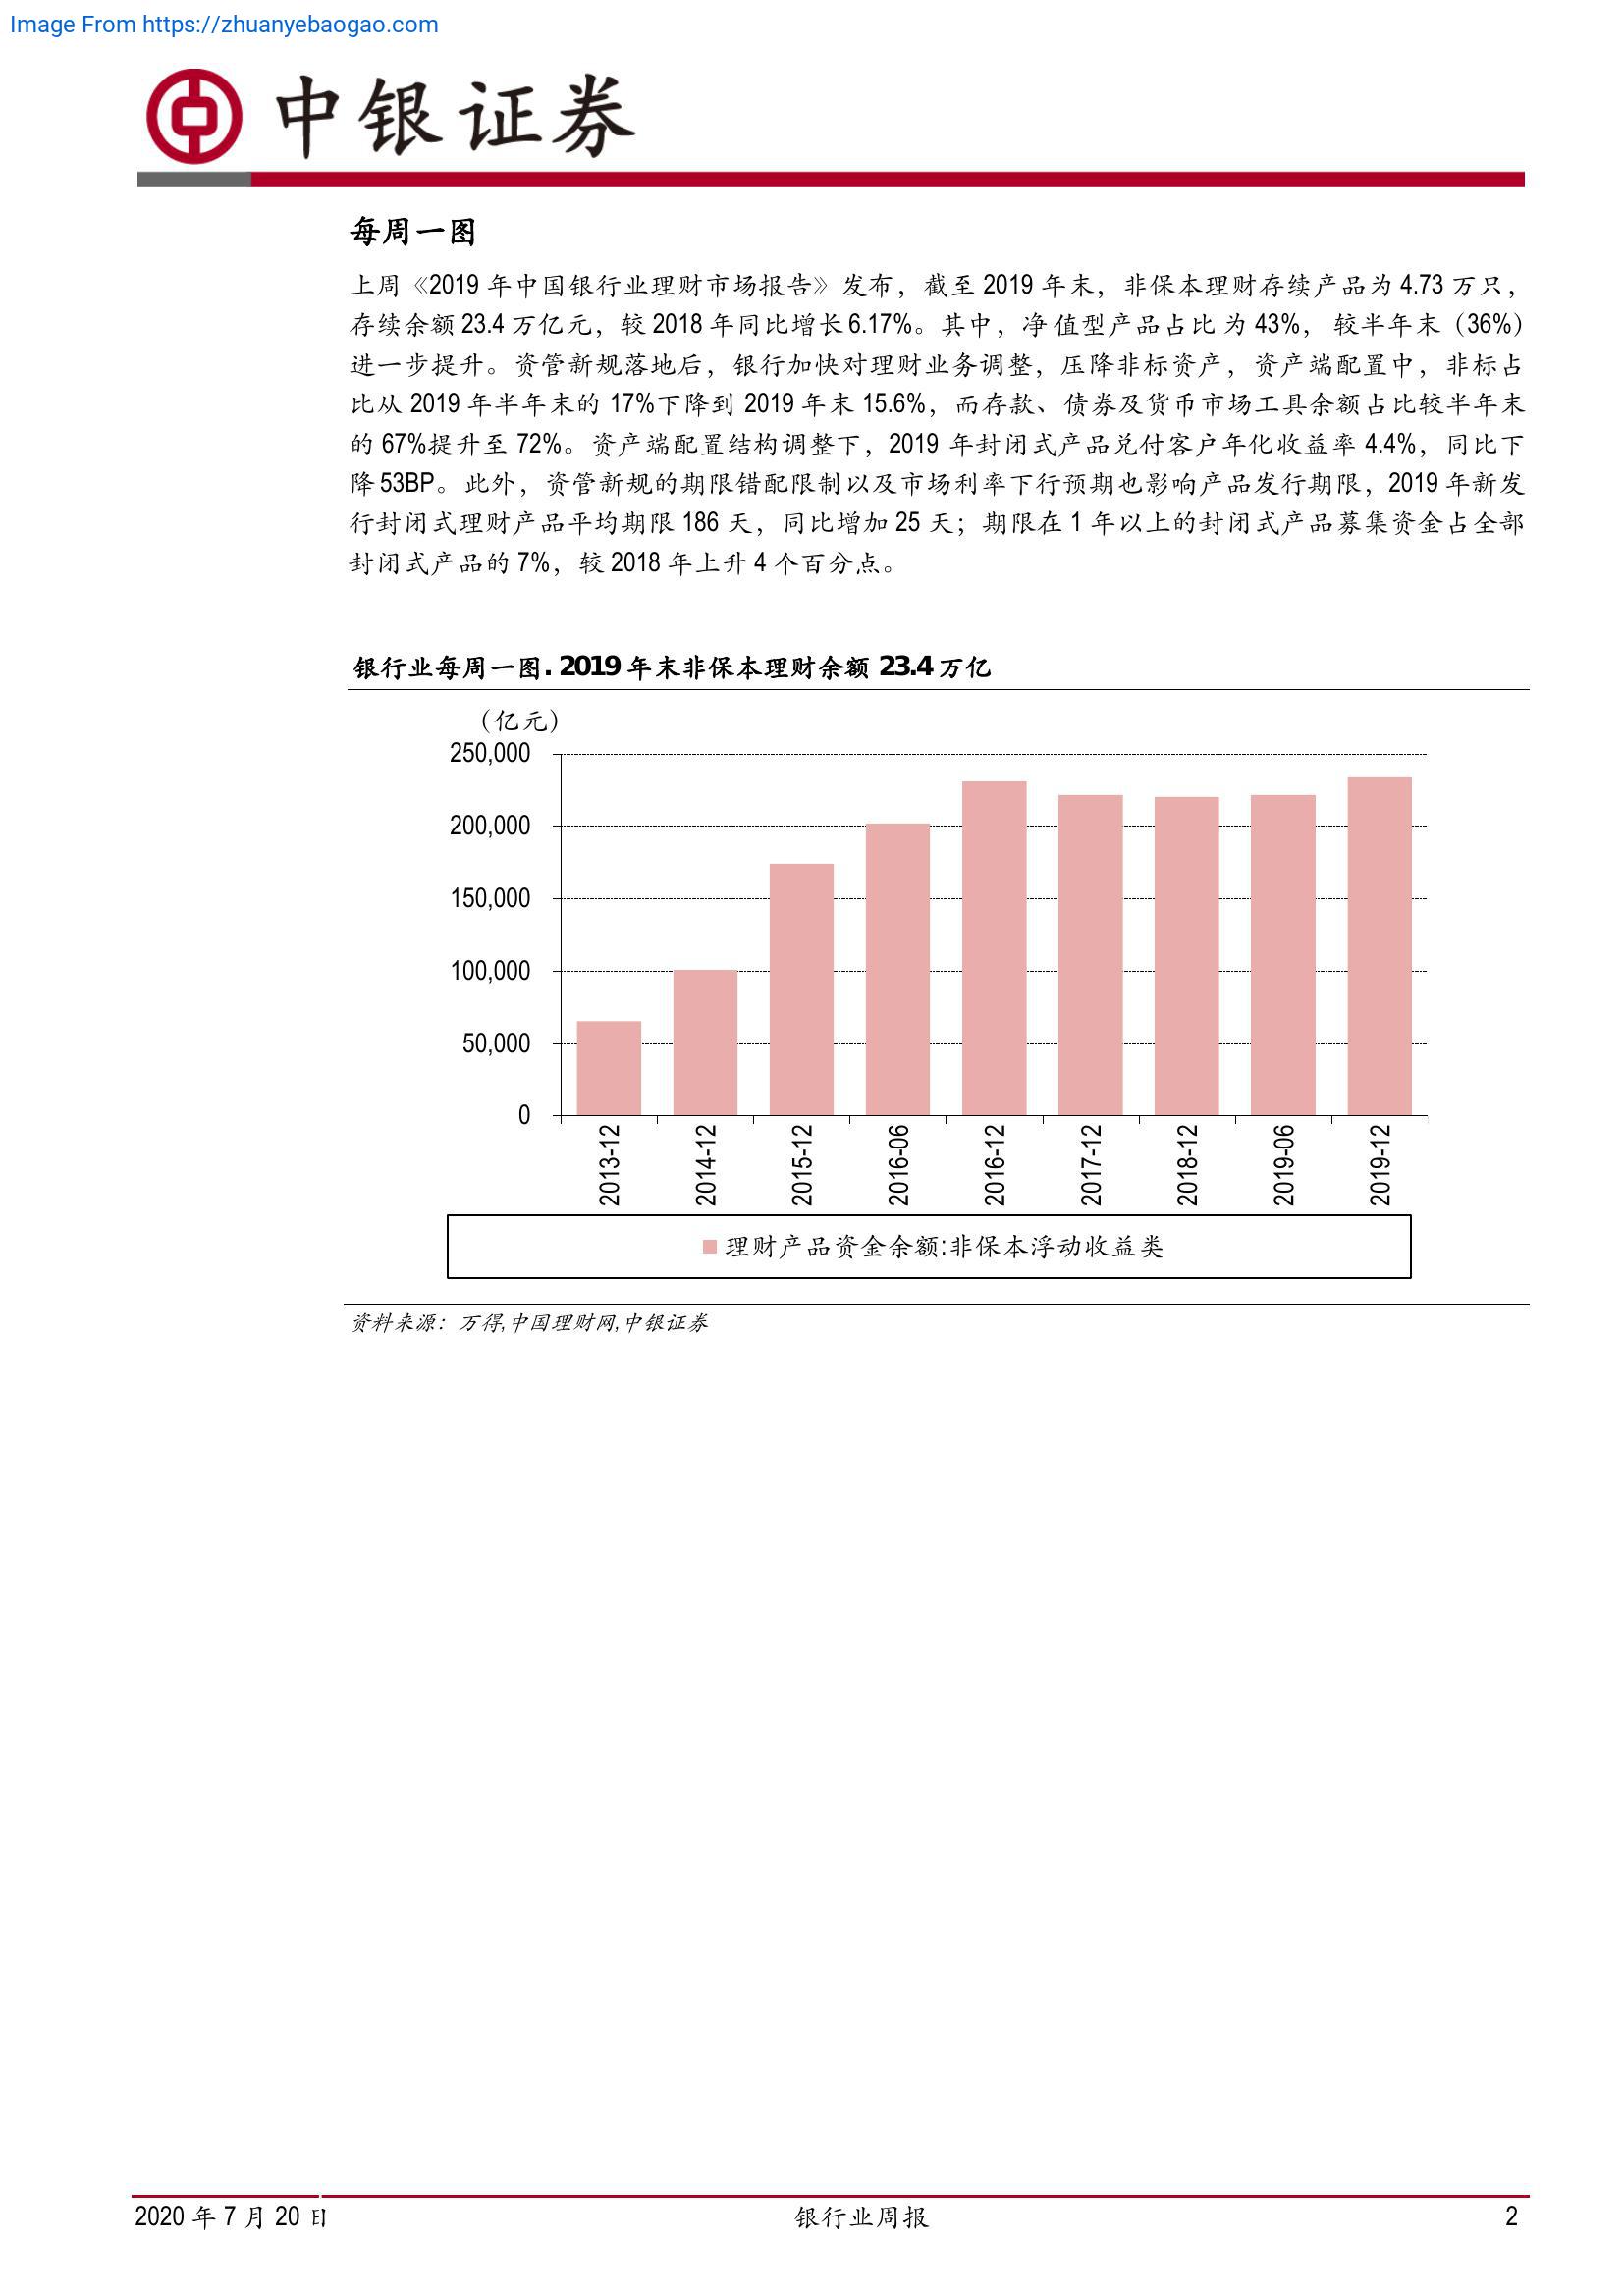 Image From https://zhuanyebaogao.com
中银证券
每周一图
上周《2019 年中国银行业理财市场报告》发布，截至 2019 年末，非保本理财存续产品为 4.73 万只，
存续余额 23.4 万亿元，较 2018 年同比增长 6.17%。其中，净值型产品占比为 43%，较半年末（36%）
进一步提升。资管新规落地后，银行加快对理财业务调整，压降非标资产，资产端配置中，非标占
比从 2019 年半年末的 17%下降到 2019 年末 15.6%，而存款、债券及货币市场工具余额占比较半年末
的 67%提升至 72%。资产端配置结构调整下，2019 年封闭式产品兑付客户年化收益率 4.4%，同比下
降 53BP。此外，资管新规的期限错配限制以及市场利率下行预期也影响产品发行期限，2019 年新发
行封闭式理财产品平均期限 186 天，同比增加 25 天；期限在 1 年以上的封闭式产品募集资金占全部
封闭式产品的 7%，较 2018 年上升 4 个百分点。
银行业每周一图. 2019 年末非保本理财余额 23.4 万亿
（亿元）
250,000
200,000
150,000
100,000
50,000
0
2013-12
2014-12
2015-12
2016-06
2016-12
2017-12
2018-12
2019-06
2019-12
理财产品资金余额:非保本浮动收益类
资料来源：万得,中国理财网,中银证券
2020 年 7 月 20 日
银行业周报
2